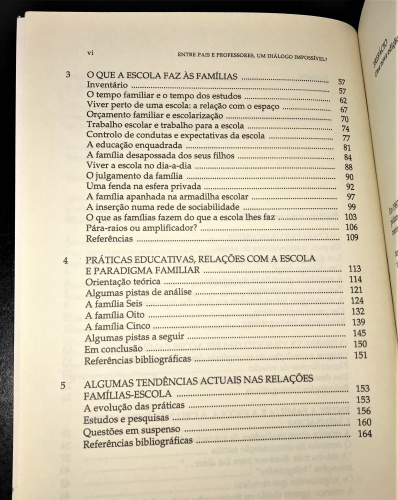 vi ENTRE PAIS E PROFESSORES, UM DIÁLOGO IMPOSSÍVEL?
3 O QUE A ESCOLA FAZ ÀS FAMÍLIAS 57
Inventário 57
O tempo familiar e o tempo dos estudos 62
Viver perto de uma escola: a relação com o espaço 67
Orçamento familiar e escolarização 70
Trabalho escolar e trabalho para a escola 74
Controlo de condutas e expectativas da escola 77
A educação enquadrada 81
A família desapossada dos seus filhos 84
Viver a escola no dia-a-dia 88
O julgamento da família 90
Uma fenda na esfera privada 92
A família apanhada na armadilha escolar 97
A inserção numa rede de sociabilidade 99
O que as famílias fazem do que a escola lhes faz 103
Pára-raios ou amplificador? 106
Referências 109
4 PRÁTICAS EDUCATIVAS, RELAÇÕES COM A ESCOLA
E PARADIGMA FAMILIAR 113
Orientação teórica 114
Algumas pistas de análise 121
A família Seis 124
A família Oito 132
A família Cinco 139
Algumas pistas a seguir 145
Em conclusão 150
Referências bibliográficas 151
5 ALGUMAS TENDÊNCIAS ACTUAIS NAS RELAÇÕES
FAMÍLIAS-ESCOLA 153
A evolução das práticas 153
Estudos e pesquisas 156
Questões em suspenso 160
Referências bibliográficas 164